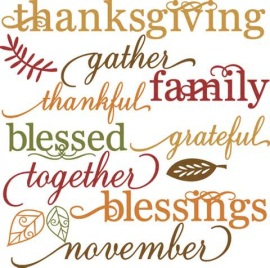 thanksgiving
gather
family
thankful
blessed
grateful
together
blessings
november